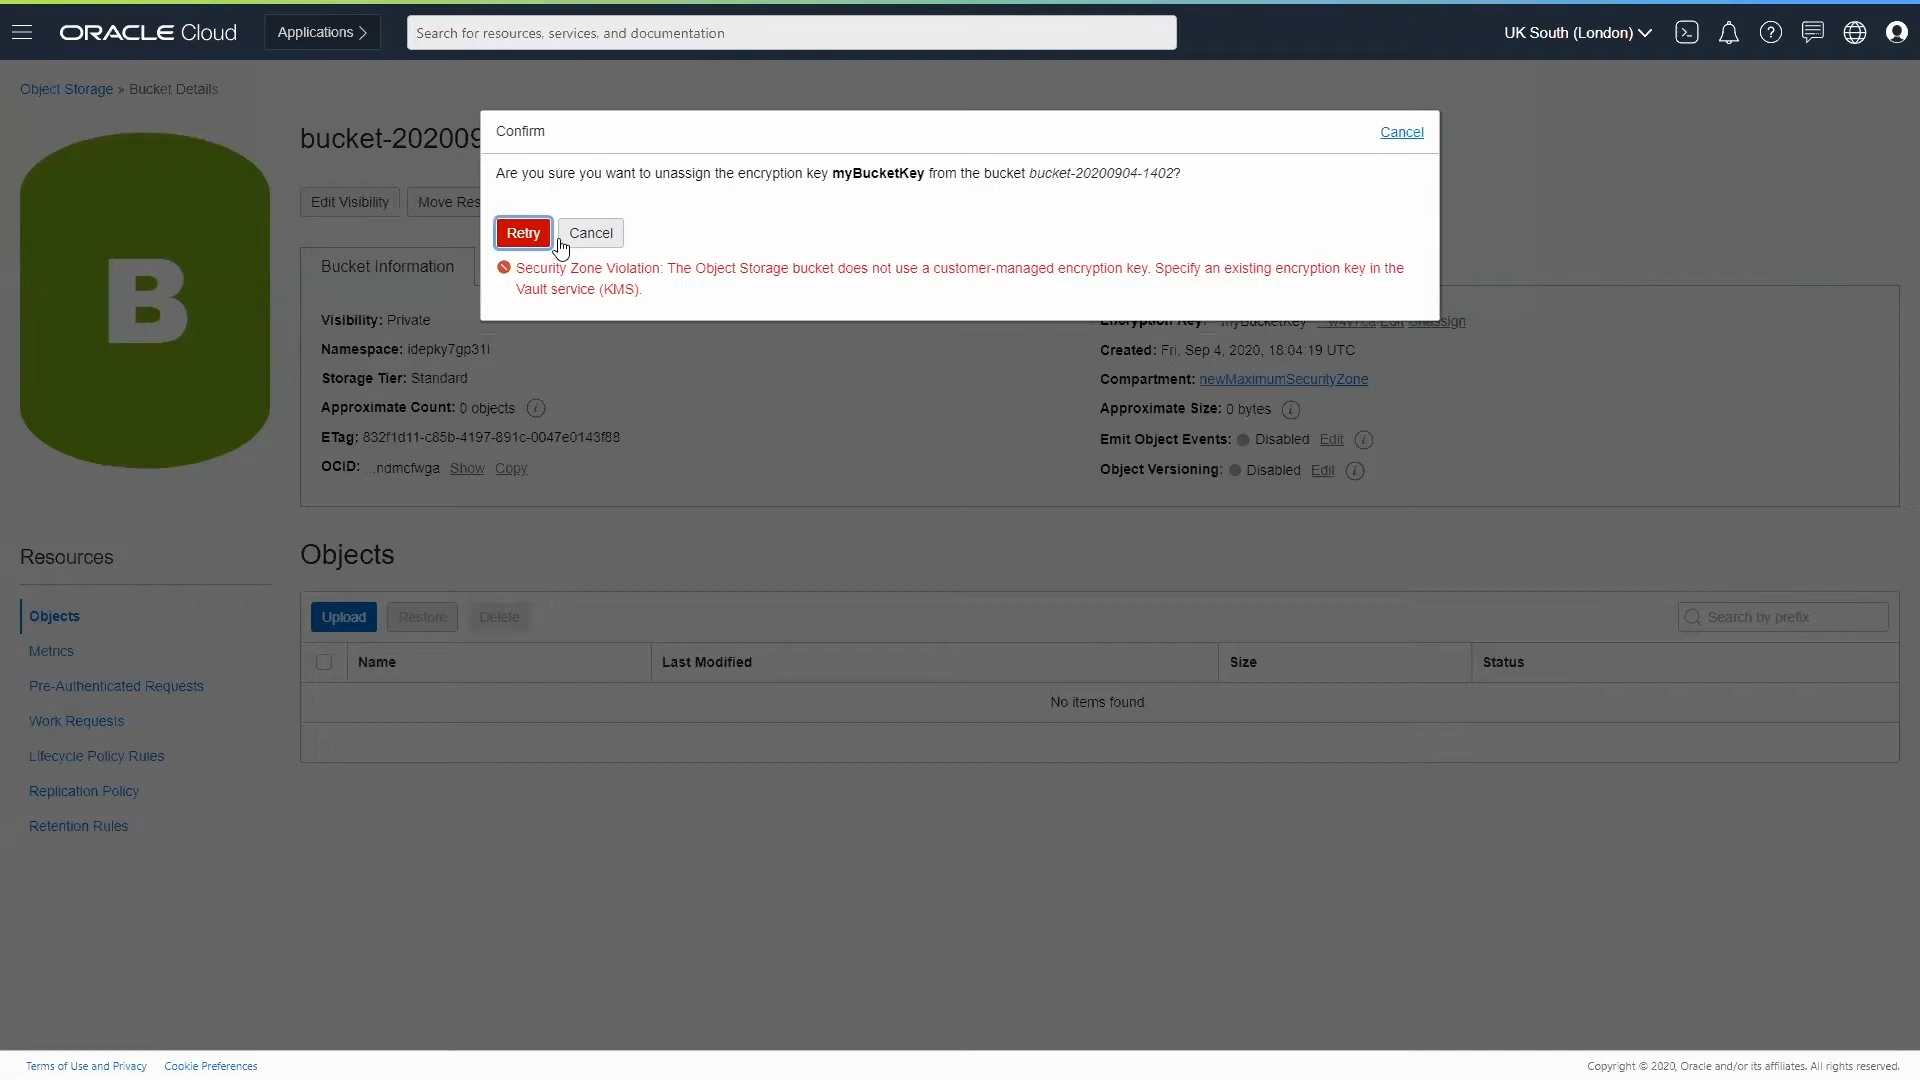 ORACLE Cloud
Applications
Search for resources, services, and documentation
UK South (London)
Object Storage » Bucket Details
B
bucket-202009
Edit Visibility
Move Res
Confirm
Cancel
Are you sure you want to unassign the encryption key myBucketKey from the bucket bucket-20200904-1402?
Retry
Cancel
Security Zone Violation: The Object Storage bucket does not use a customer-managed encryption key. Specify an existing encryption key in the
Vault service (KMS).
Bucket Information
Visibility: Private
Namespace: idepky7gp31i
Storage Tier: Standard
Approximate Count: 0 objects
ETag: 832f1d11-c85b-4197-891c-0047e0143f88
OCID: ...ndmcfwga Show Copy
Encryption Key: myBucketKey Edit Unassign
Created: Fri, Sep 4, 2020, 18:04:19 UTC
Compartment: newMaximumSecurityZone
Approximate Size: 0 bytes
Emit Object Events: Disabled Edit
Object Versioning: Disabled Edit
Resources
Objects
Metrics
Pre-Authenticated Requests
Work Requests
Lifecycle Policy Rules
Replication Policy
Retention Rules
Objects
Upload
Restore
Delete
Search by prefix
Name
Last Modified
Size
Status
No items found
Terms of Use and Privacy
Cookie Preferences
Copyright © 2020, Oracle and/or its affiliates. All rights reserved.